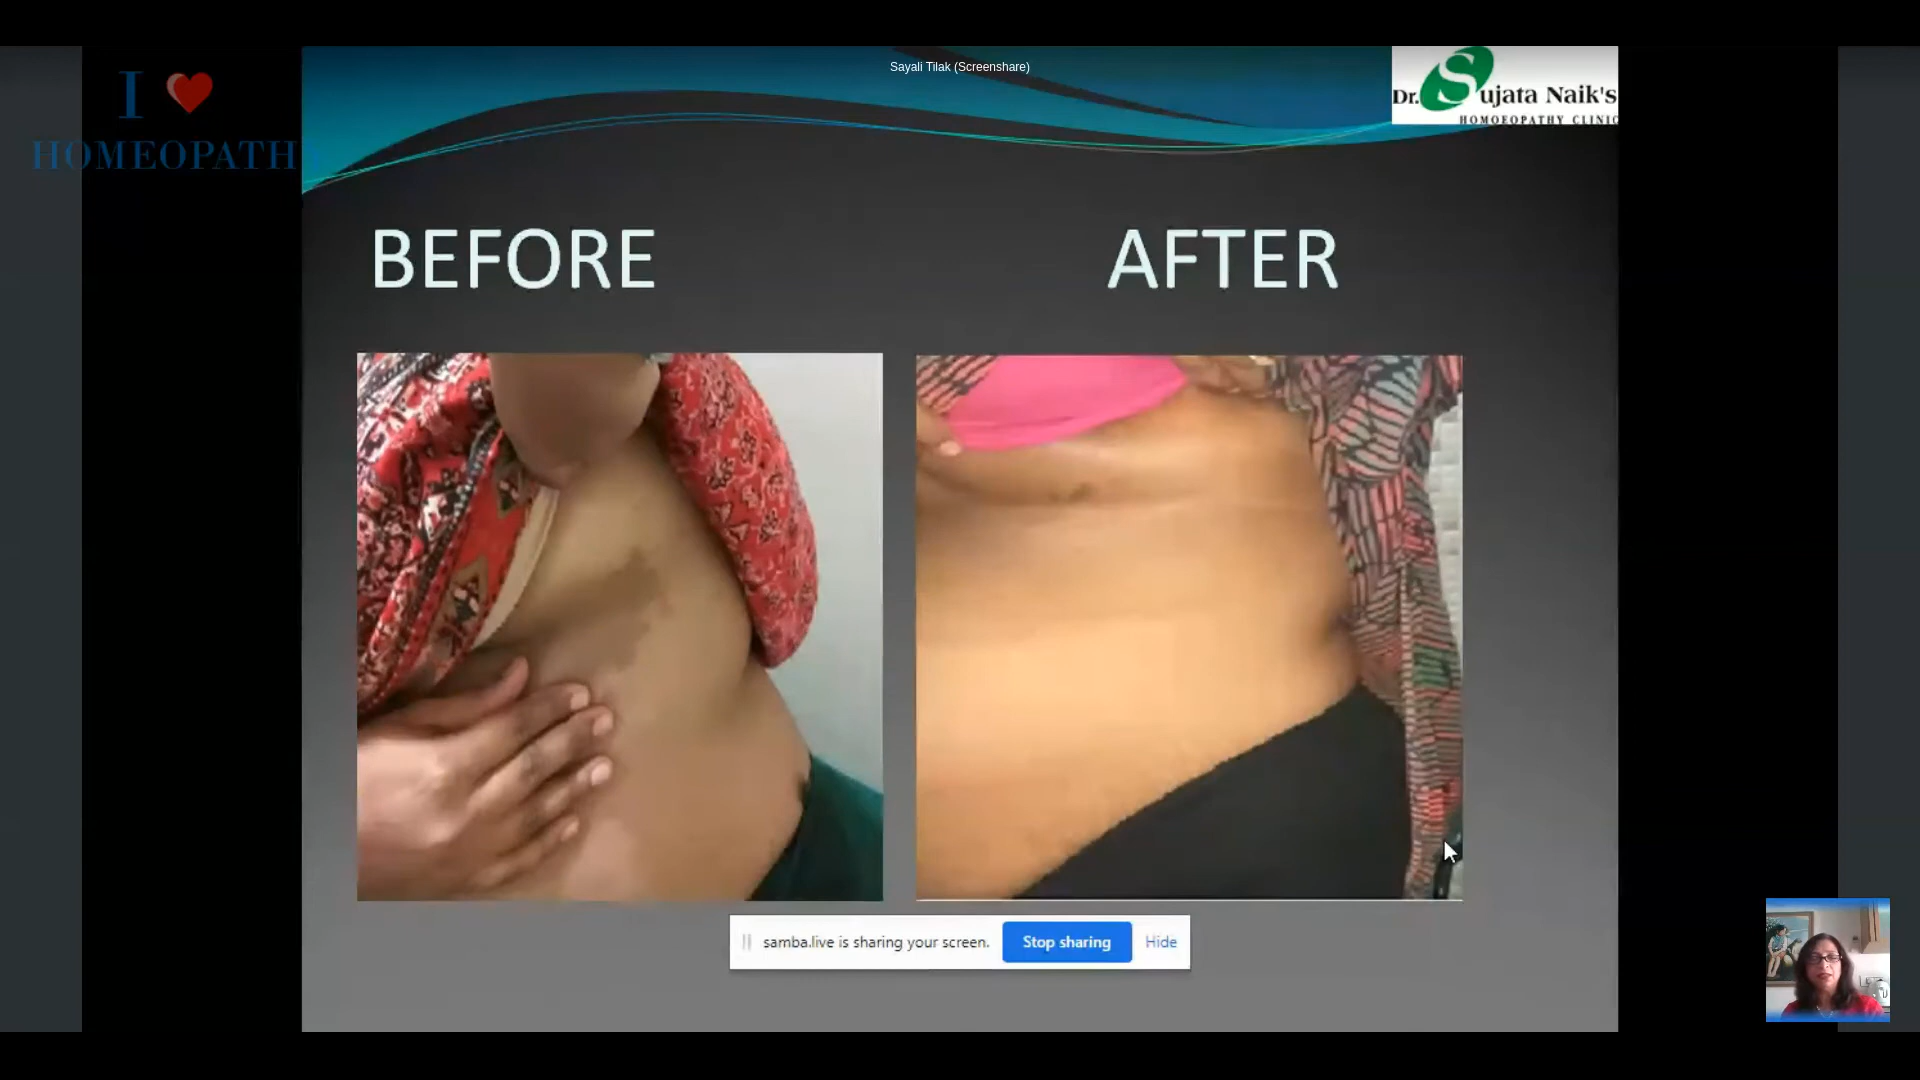 Sayali Tilak (Screenshare)
I
HOMEOPATHY
Dr. Sujata Naik's
HOMOEOPATHY CLINIC
BEFORE
AFTER
samba.live is sharing your screen.
Stop sharing
Hide